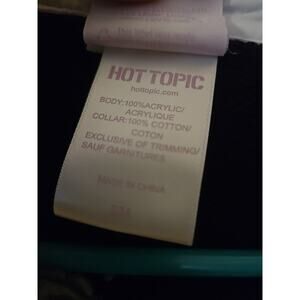 HOT TOPIC
hottopic.com
BODY:100%ACRYLIC/
ACRYLIQUE
COLLAR:100% COTTON/
COTON
EXCLUSIVE OF TRIMMING/
SAUF GARNITURES
MADE IN CHINA